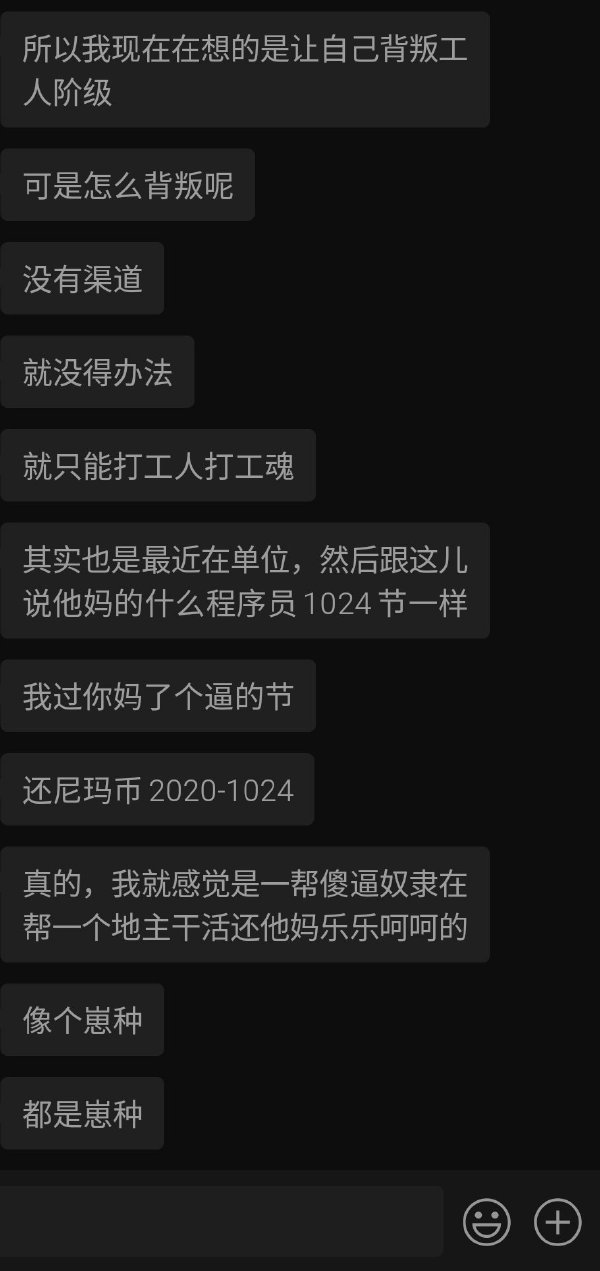 所以我现在在想的是让自己背叛工
人阶级
可是怎么背叛呢
没有渠道
就没得办法
就只能打工人打工魂
其实也是最近在单位，然后跟这儿
说他妈的什么程序员 1024 节一样
我过你妈了个逼的节
还尼玛币 2020-1024
真的，我就感觉是一帮傻逼奴隶在
帮一个地主干活还他妈乐乐呵呵的
像个崽种
都是崽种